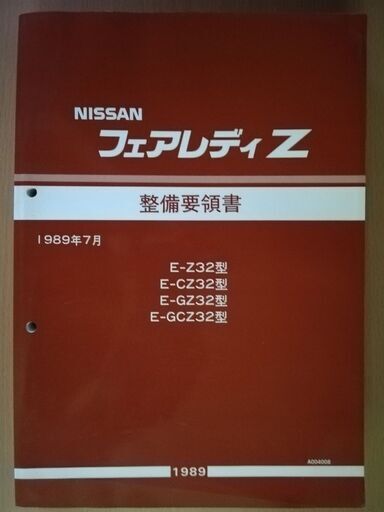 NISSAN
フェアレディZ
整備要領書
1989年7月
E-Z32型
E-CZ32型
E-GZ32型
E-GCZ32型
A004008
1989